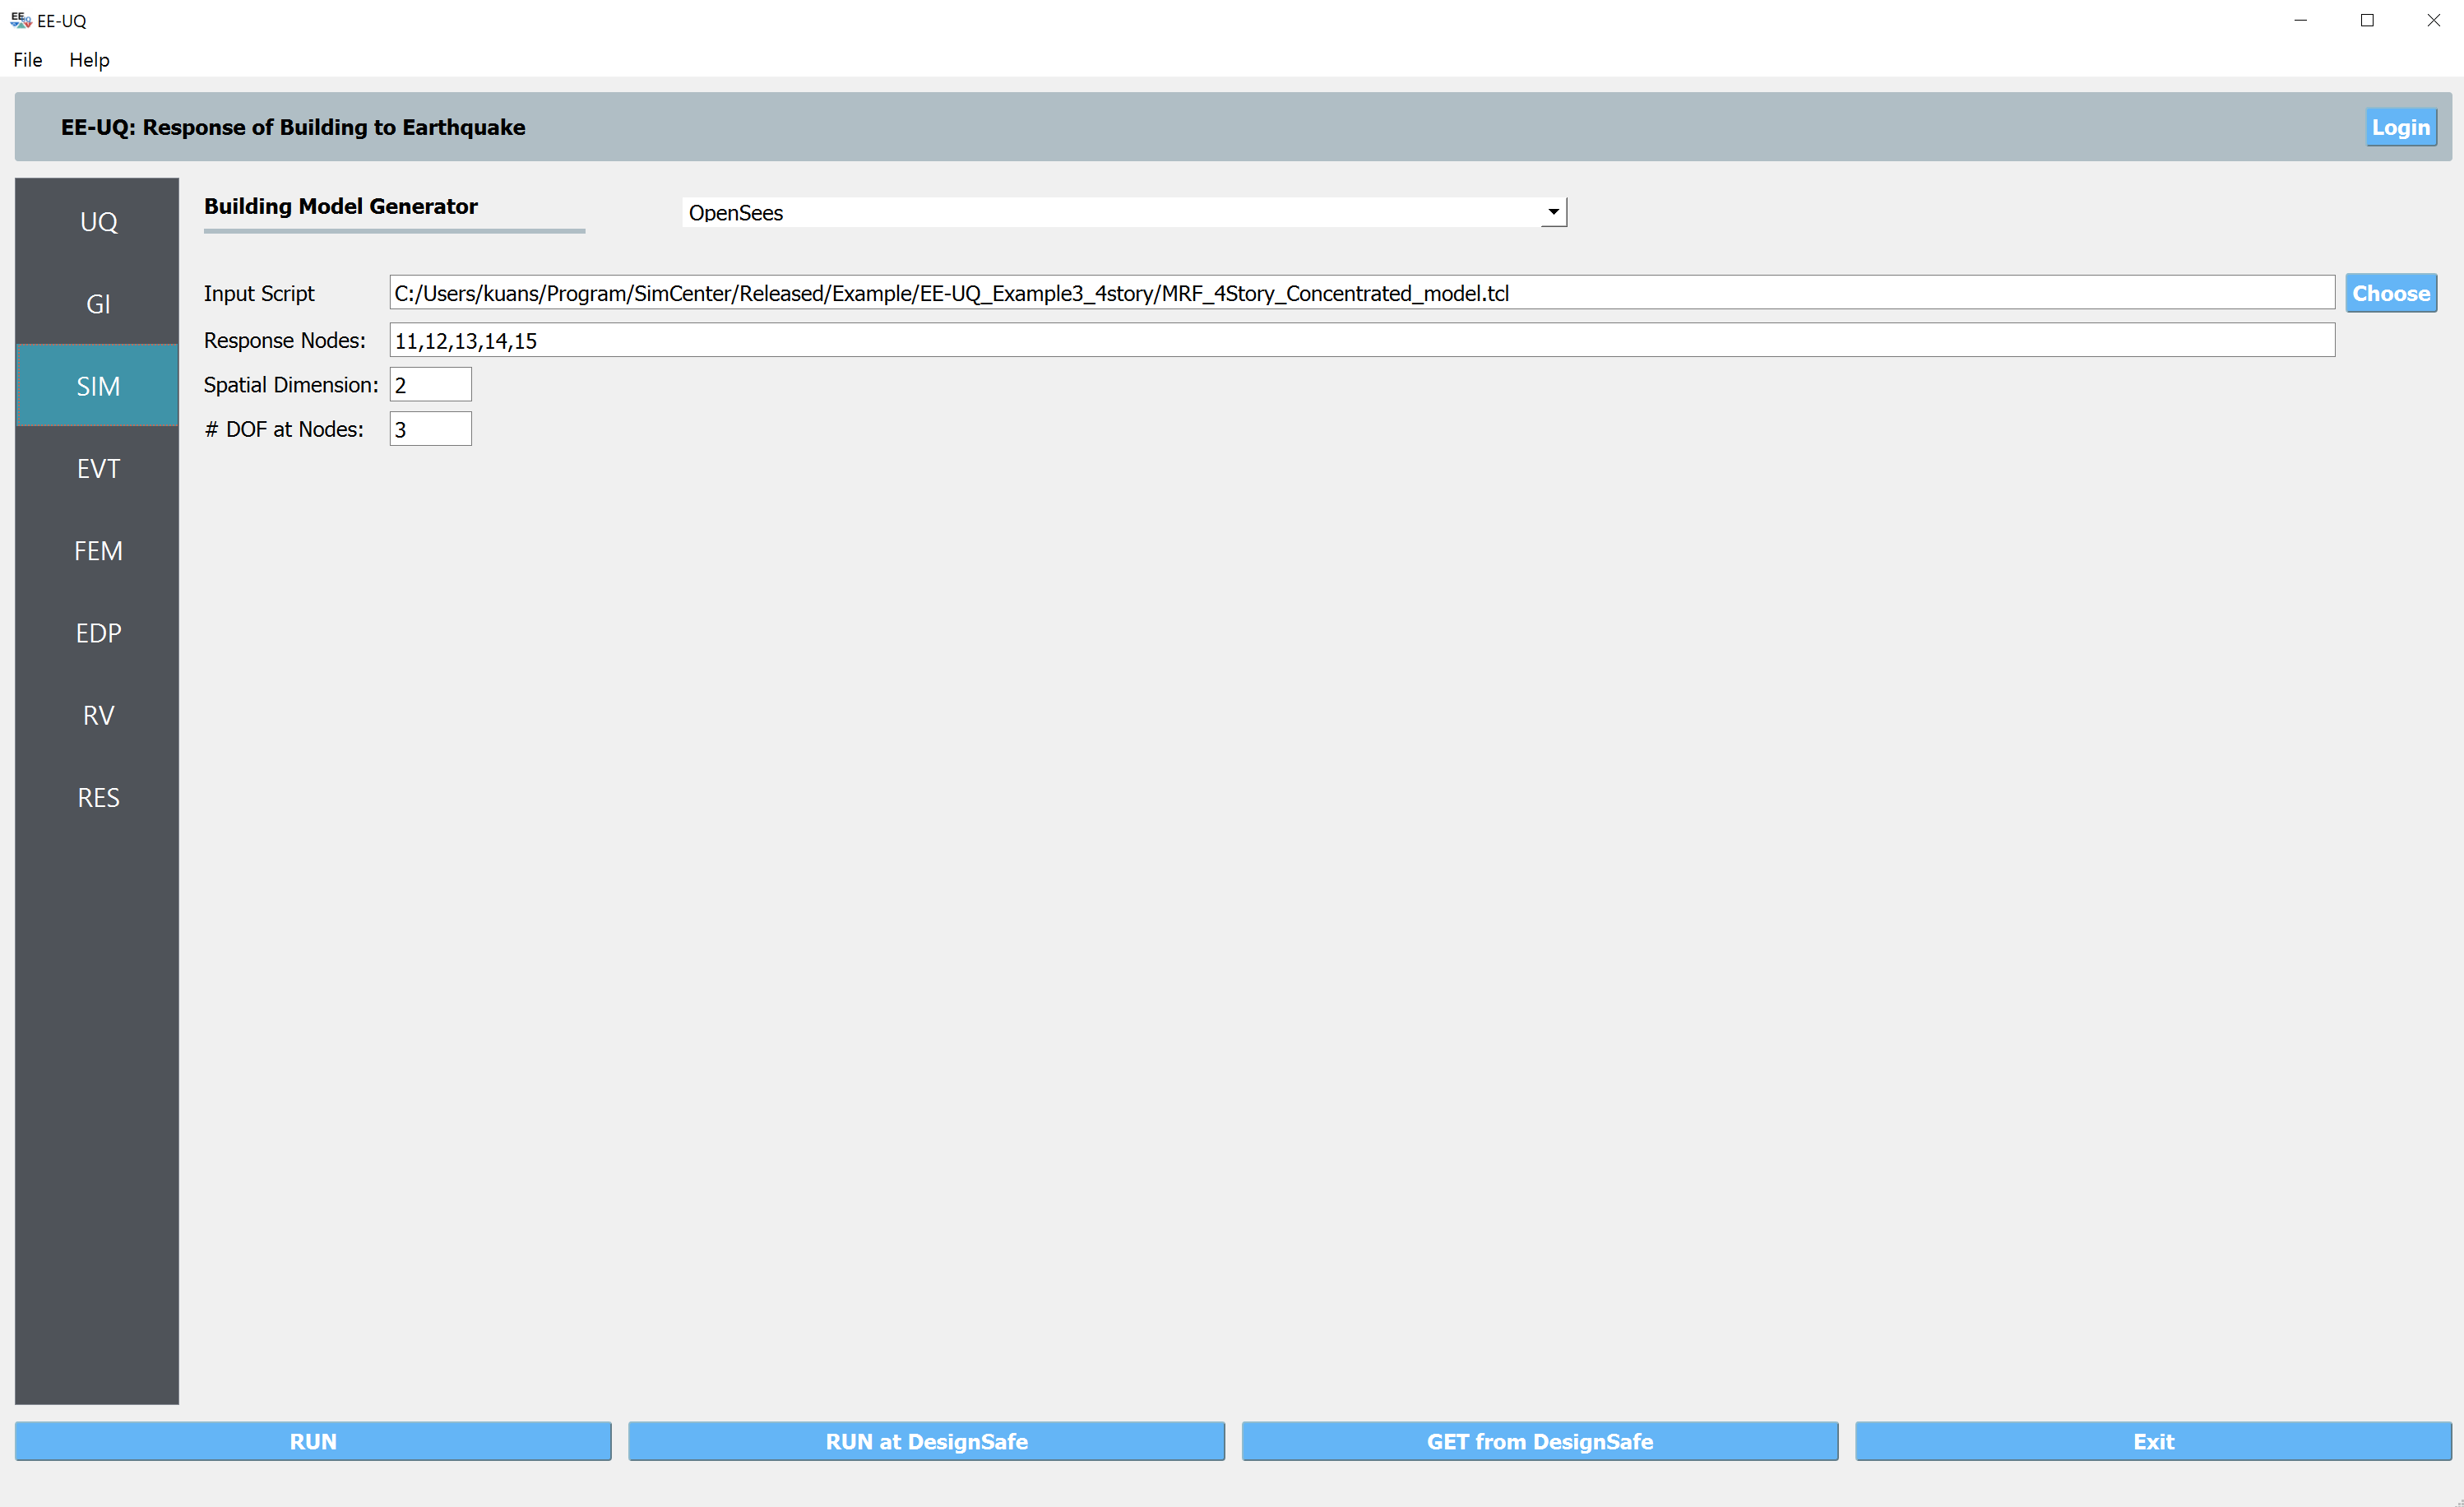 EE-UQ
File Help
EE-UQ: Response of Building to Earthquake
Login
UQ
GI
SIM
EVT
FEM
EDP
RV
RES
Building Model Generator
OpenSees
Input Script
C:/Users/kuans/Program/SimCenter/Released/Example/EE-UQ_Example3_4story/MRF_4Story_Concentrated_model.tcl
Choose
Response Nodes:
11,12,13,14,15
Spatial Dimension:
2
# DOF at Nodes:
3
RUN
RUN at DesignSafe
GET from DesignSafe
Exit